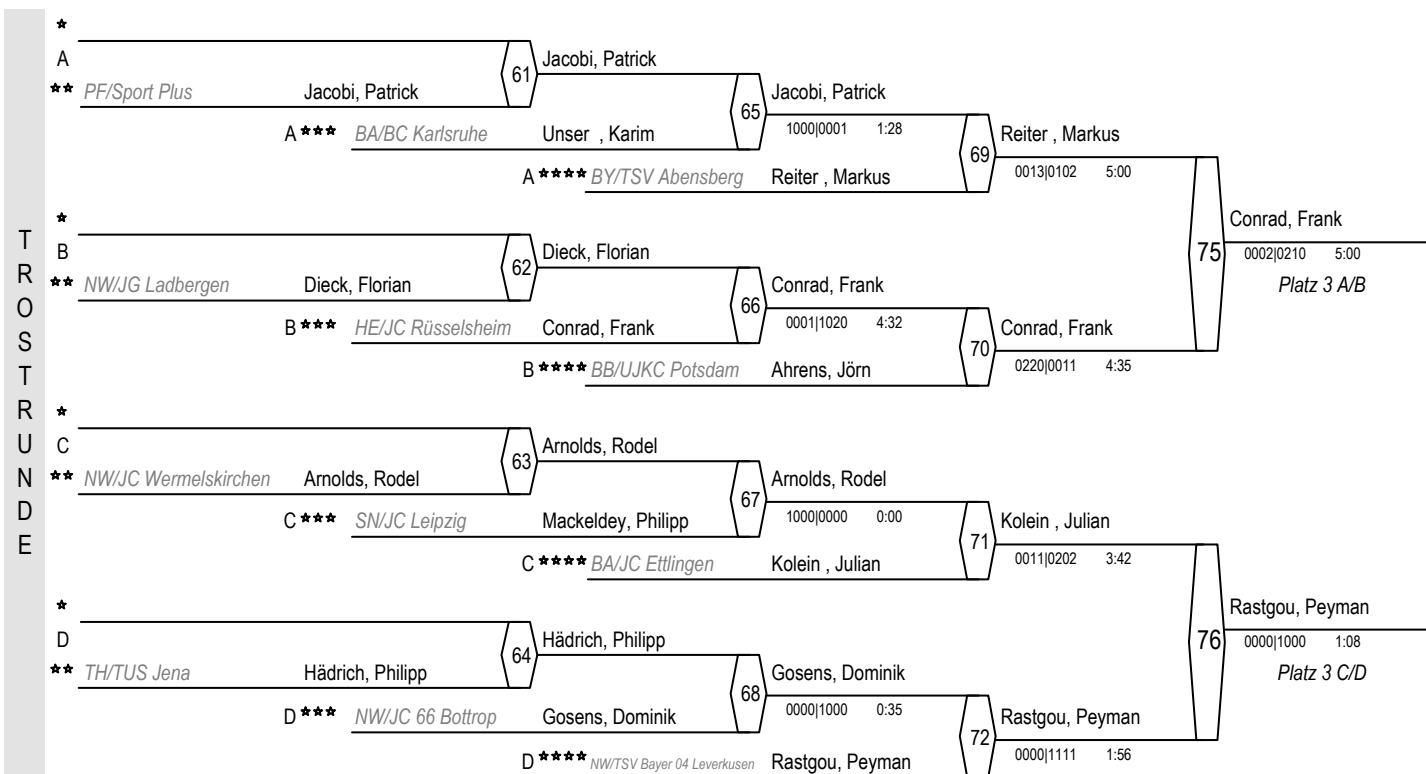 TROSTRUNDE
*
A
61 Jacobi, Patrick
** PF/Sport Plus Jacobi, Patrick
65 Jacobi, Patrick
1000|0001 1:28
A *** BA/BC Karlsruhe Unser , Karim
69 Reiter , Markus
0013|0102 5:00
A **** BY/TSV Abensberg Reiter , Markus
*
B
75 Conrad, Frank
0002|0210 5:00
Platz 3 A/B
62 Dieck, Florian
** NW/JG Ladbergen Dieck, Florian
66 Conrad, Frank
0001|1020 4:32
B *** HE/JC Rüsselsheim Conrad, Frank
70 Conrad, Frank
0220|0011 4:35
B **** BB/UJKC Potsdam Ahrens, Jörn
*
C
63 Arnolds, Rodel
** NW/JC Wermelskirchen Arnolds, Rodel
67 Arnolds, Rodel
1000|0000 0:00
C *** SN/JC Leipzig Mackeldey, Philipp
71 Kolein , Julian
0011|0202 3:42
C **** BA/JC Ettlingen Kolein , Julian
*
D
76 Rastgou, Peyman
0000|1000 1:08
Platz 3 C/D
64 Hädrich, Philipp
** TH/TUS Jena Hädrich, Philipp
68 Gosens, Dominik
0000|1000 0:35
D *** NW/JC 66 Bottrop Gosens, Dominik
72 Rastgou, Peyman
0000|1111 1:56
D **** NW/TSV Bayer 04 Leverkusen Rastgou, Peyman